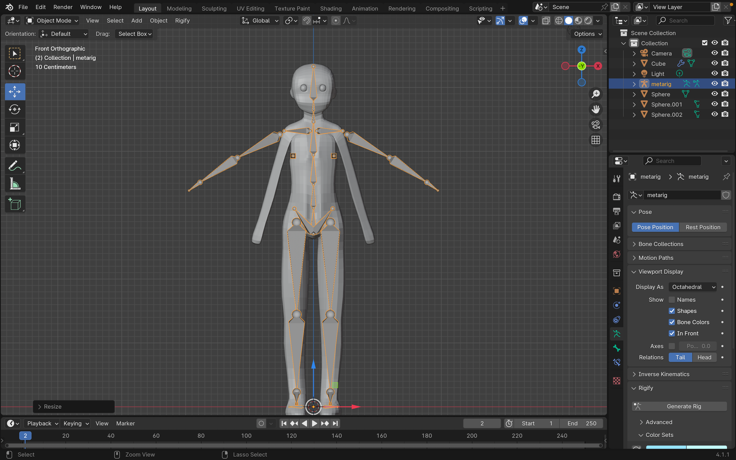 File Edit Render Window Help Layout Modeling Sculpting UV Editing Texture Paint Shading Animation Rendering Compositing Scripting Scene View Layer
Object Mode View Select Add Object Rigify Global
Orientation: Default Drag: Select Box Options
Front Orthographic
(2) Collection | metarig
10 Centimeters
Z
Y
X
Resize
Playback Keying View Marker 2 Start 1 End 250
2 20 40 60 80 100 120 140 160 180 200 220 240
Select Zoom View Lasso Select 4.1.1
Search
Scene Collection
Collection
Camera
Cube
Light
metarig
Sphere
Sphere.001
Sphere.002
Search
metarig metarig
metarig
Pose
Pose Position Rest Position
Bone Collections
Motion Paths
Viewport Display
Display As Octahedral
Show Names
Shapes
Bone Colors
In Front
Axes Po... 0.0
Relations Tail Head
Inverse Kinematics
Rigify
Generate Rig
Advanced
Color Sets